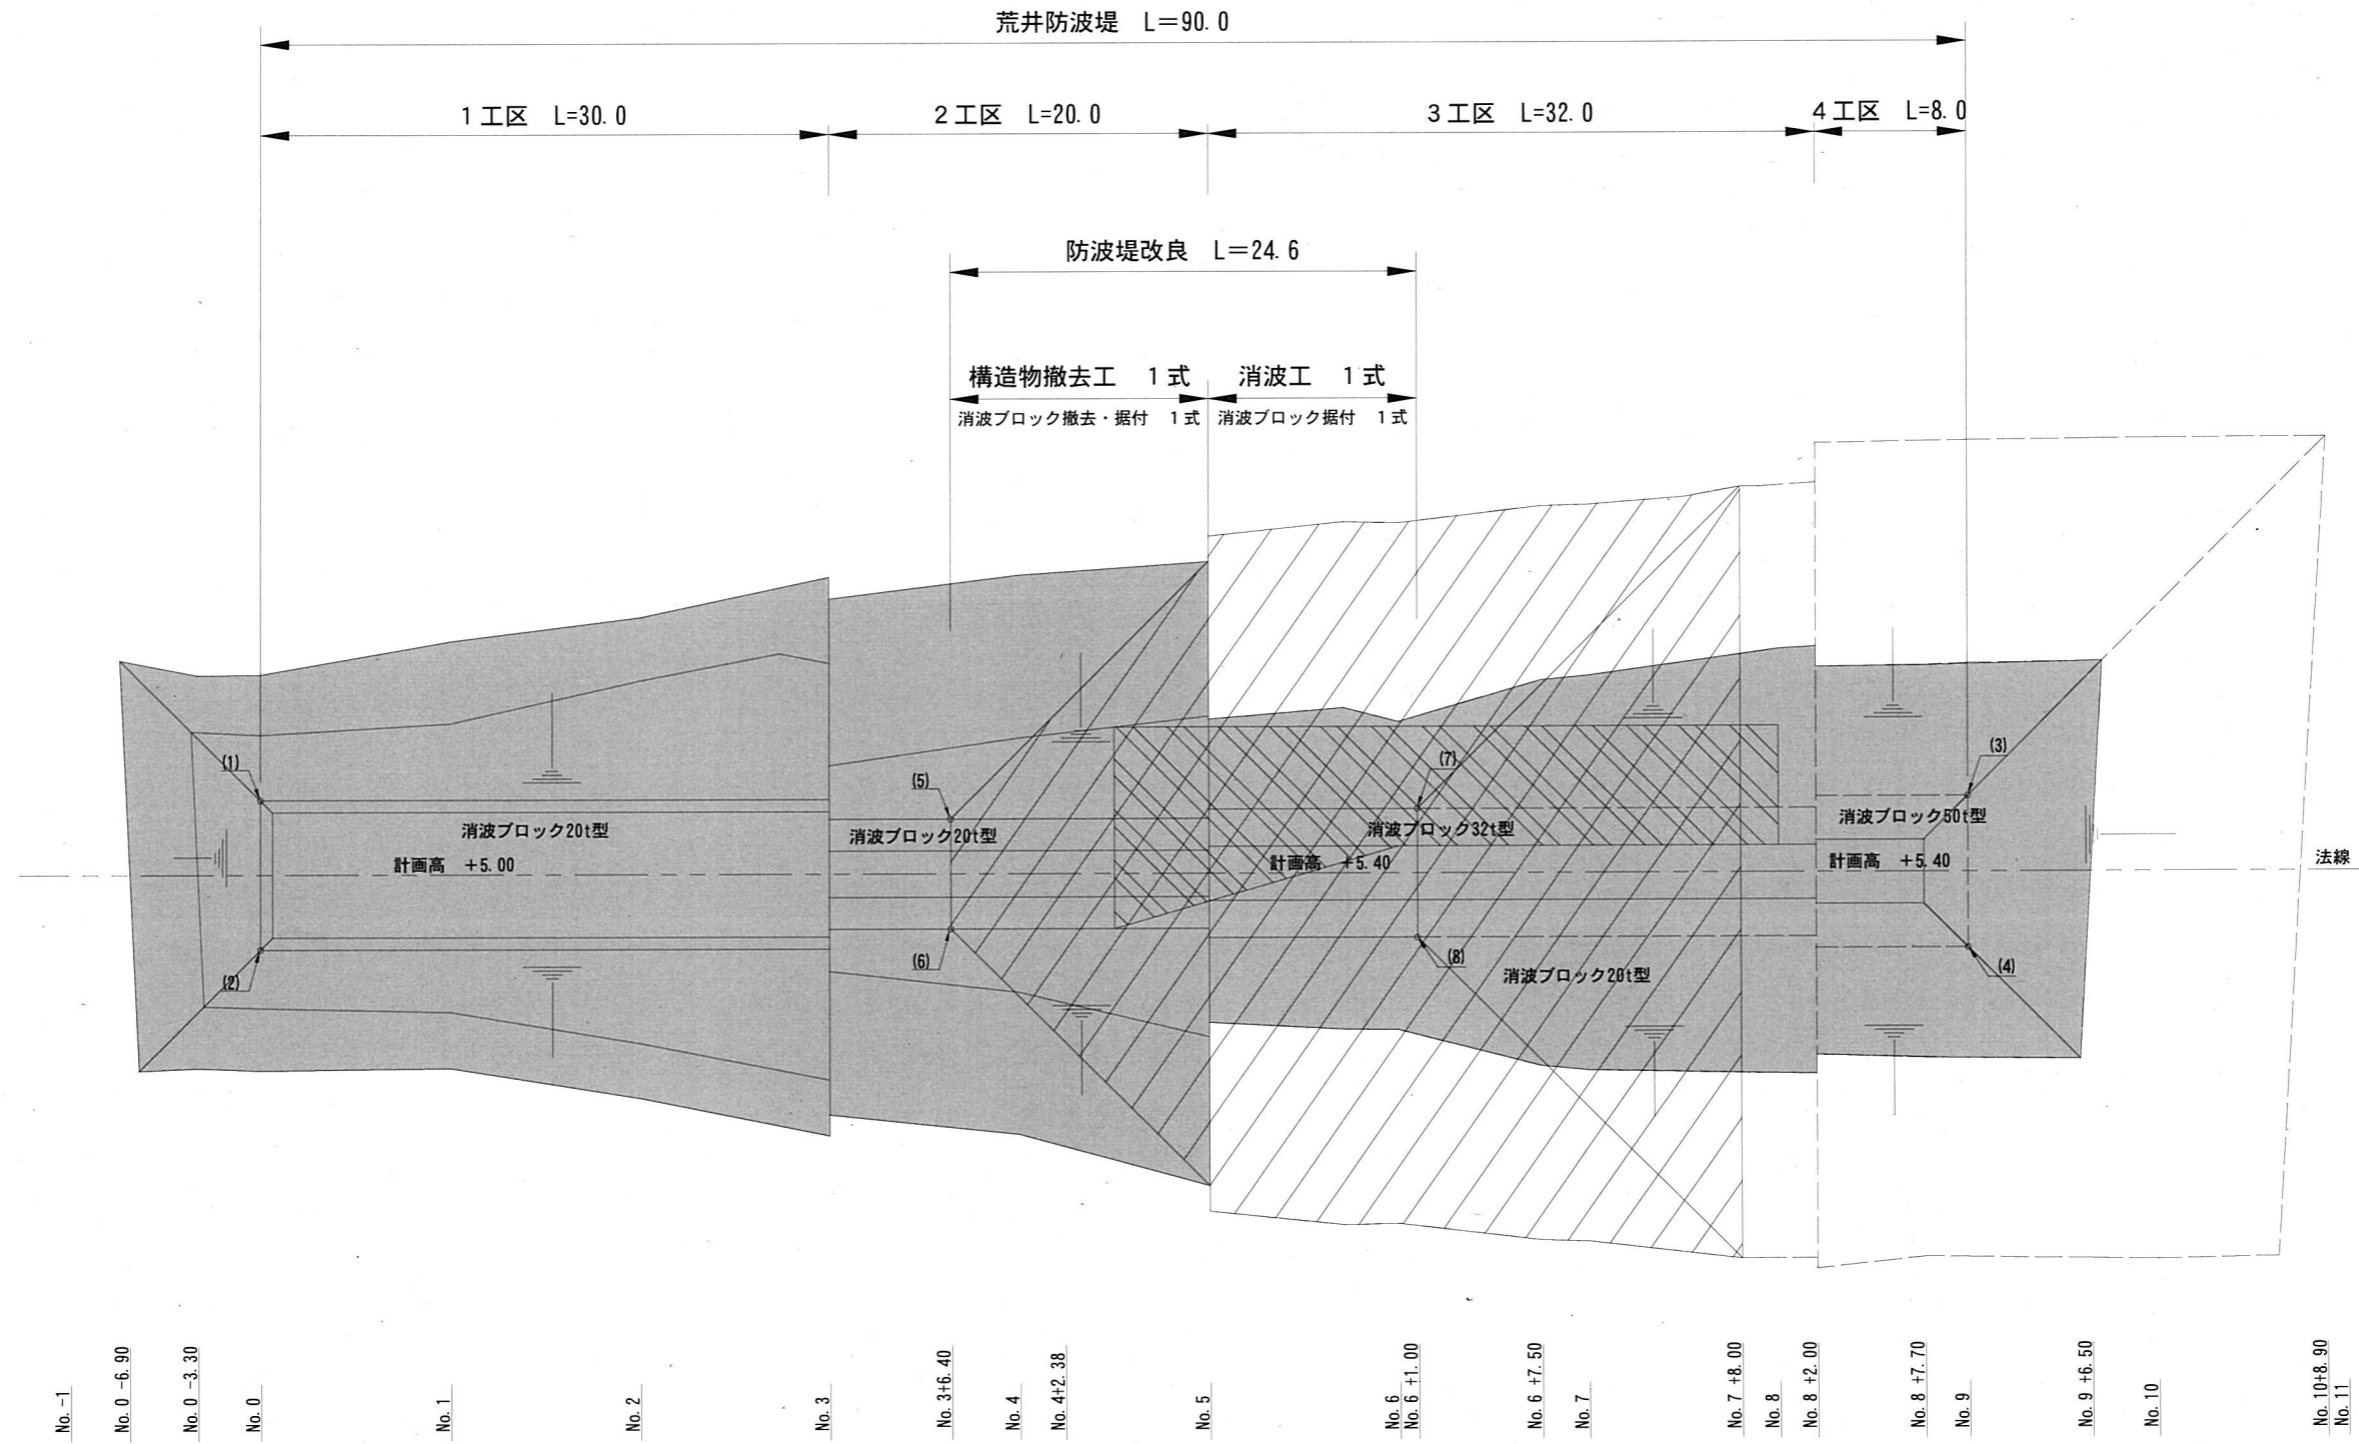 荒井防波堤　L＝90.0
1工区　L=30.0
2工区　L=20.0
3工区　L=32.0
4工区　L=8.0
防波堤改良　L＝24.6
構造物撤去工　1式
消波工　1式
消波ブロック撤去・据付　1式
消波ブロック据付　1式
(1)
(5)
(7)
(3)
消波ブロック20t型
消波ブロック20t型
消波ブロック32t型
消波ブロック50t型
計画高　＋5.00
計画高　＋5.40
計画高　＋5.40
法線
(2)
(6)
(8)
(4)
消波ブロック20t型
No. -1
No. 0 -6.90
No. 0 -3.30
No. 0
No. 1
No. 2
No. 3
No. 3+6.40
No. 4
No. 4+2.38
No. 5
No. 6
No. 6 +1.00
No. 6 +7.50
No. 7
No. 7 +8.00
No. 8
No. 8 +2.00
No. 8 +7.70
No. 9
No. 9 +6.50
No. 10
No. 10+8.90
No. 11